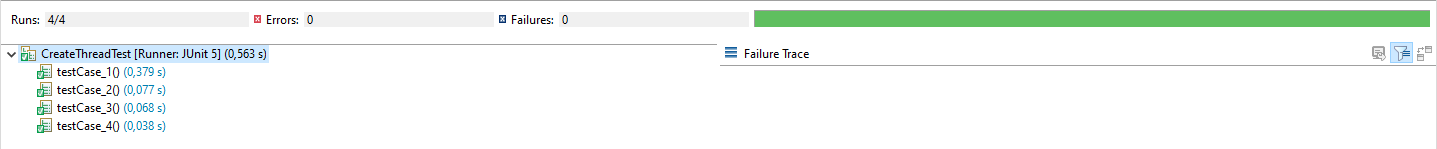 Runs: 4/4 Errors: 0 Failures: 0
CreateThreadTest [Runner: JUnit 5] (0,563 s)
testCase_1() (0,379 s)
testCase_2() (0,077 s)
testCase_3() (0,068 s)
testCase_4() (0,038 s)
Failure Trace